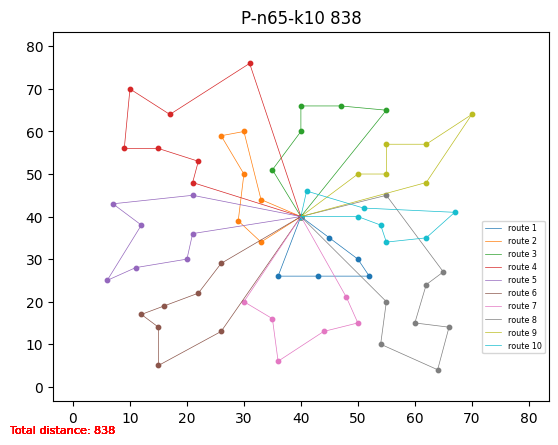 P-n65-k10 838
80
70
60
50
40
30
20
10
0
route 1
route 2
route 3
route 4
route 5
route 6
route 7
route 8
route 9
route 10
0 10 20 30 40 50 60 70 80
Total distance: 838